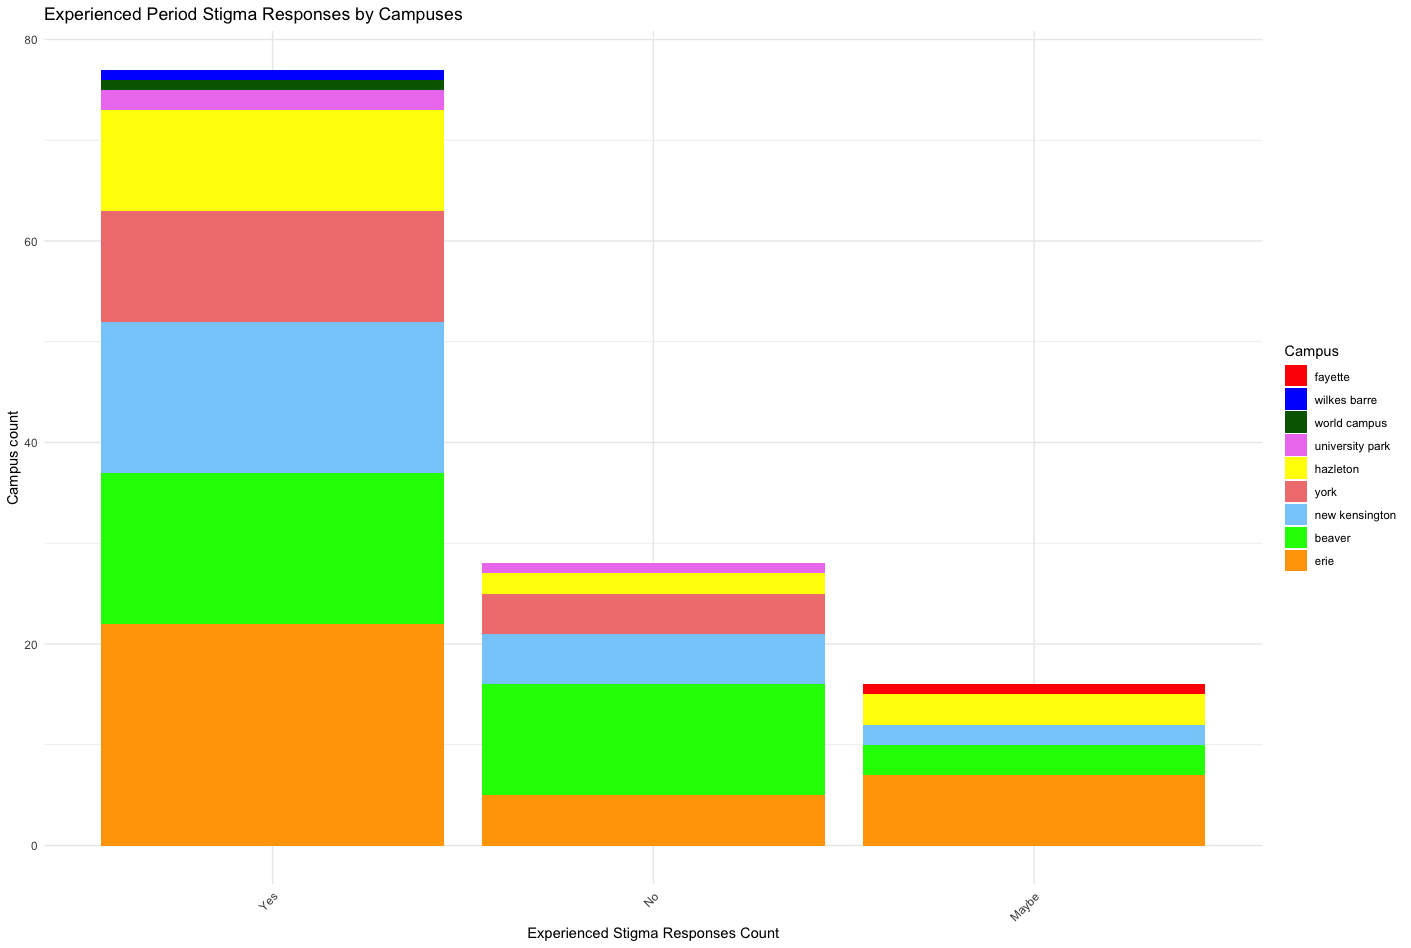 Experienced Period Stigma Responses by Campuses
Campus count
80
60
40
20
0
Yes
No
Maybe
Experienced Stigma Responses Count
Campus
fayette
wilkes barre
world campus
university park
hazleton
york
new kensington
beaver
erie